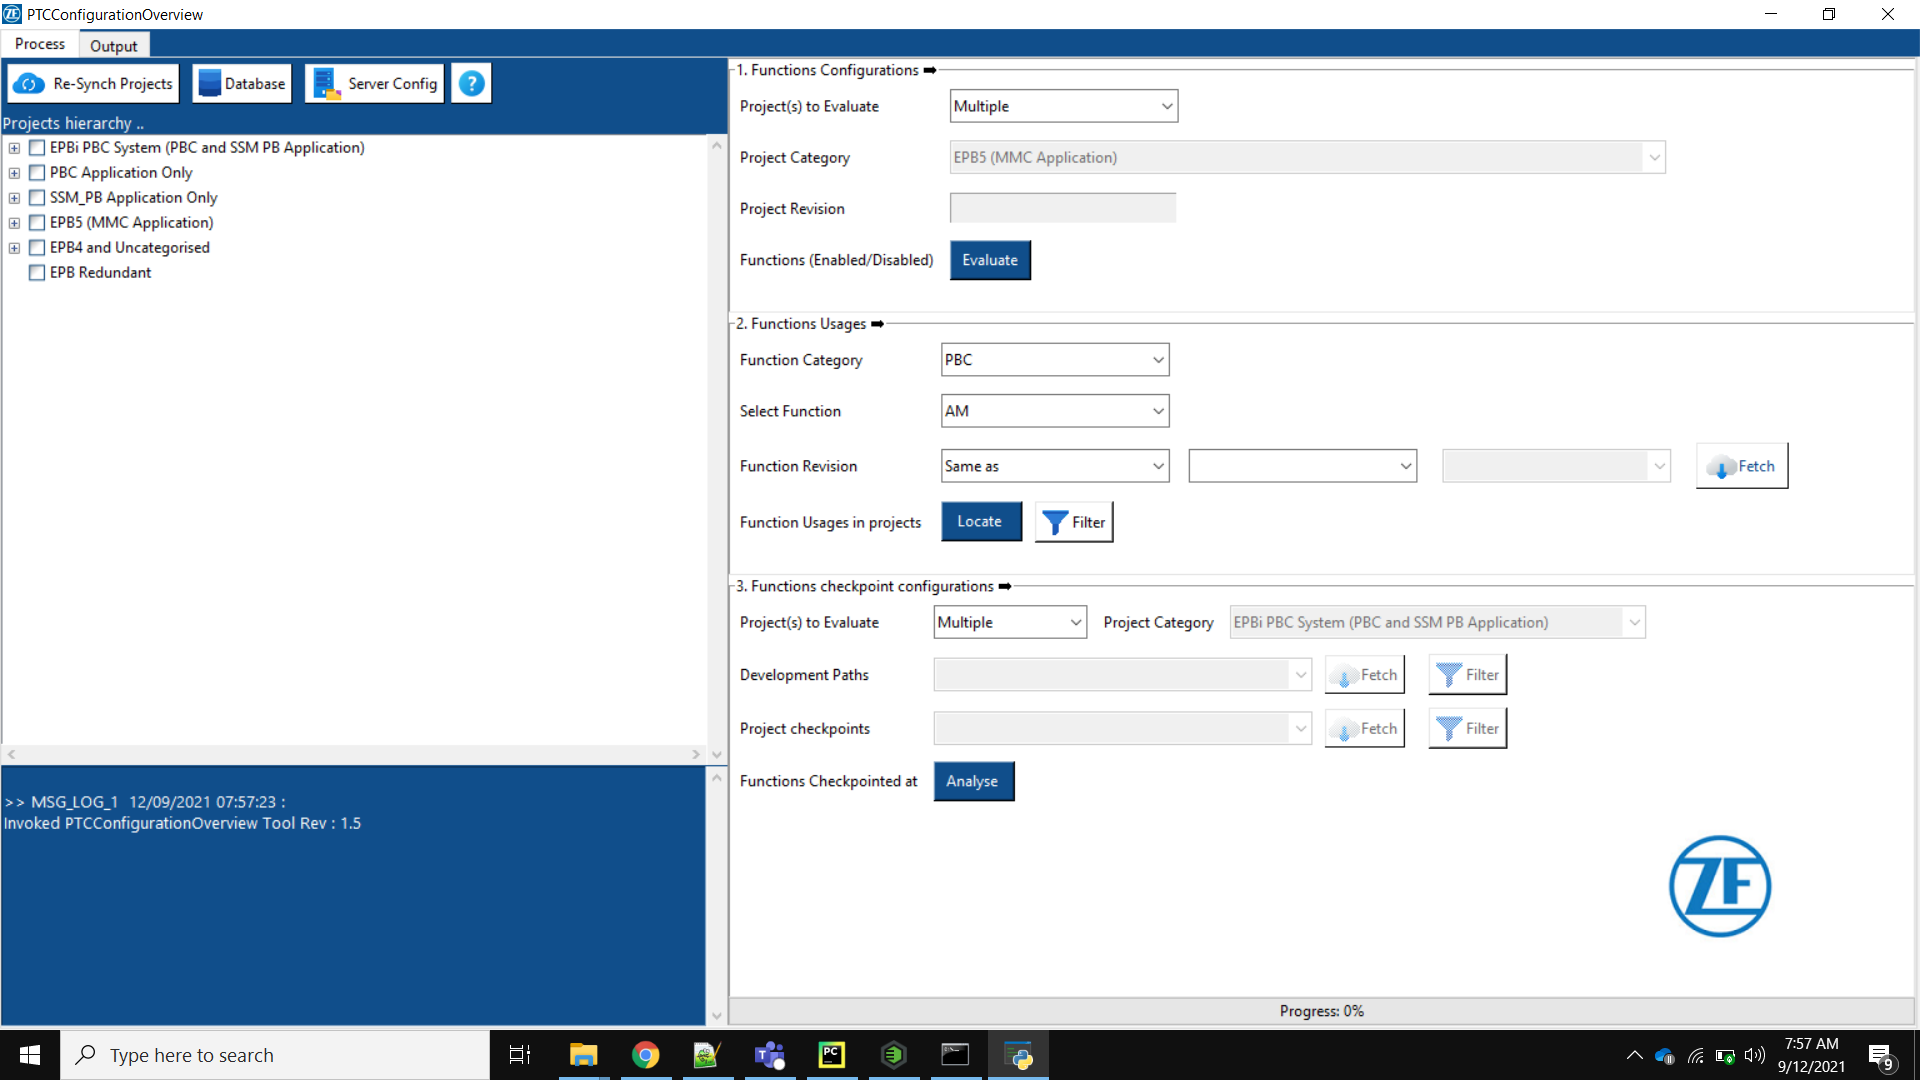 PTCConfigurationOverview
Process Output
Re-Synch Projects Database Server Config ?
Projects hierarchy ..
EPBi PBC System (PBC and SSM PB Application)
PBC Application Only
SSM_PB Application Only
EPB5 (MMC Application)
EPB4 and Uncategorised
EPB Redundant
>> MSG_LOG_1 12/09/2021 07:57:23 :
Invoked PTCConfigurationOverview Tool Rev : 1.5
1. Functions Configurations ➡
Project(s) to Evaluate Multiple
Project Category EPB5 (MMC Application)
Project Revision
Functions (Enabled/Disabled) Evaluate
2. Functions Usages ➡
Function Category PBC
Select Function AM
Function Revision Same as Fetch
Function Usages in projects Locate Filter
3. Functions checkpoint configurations ➡
Project(s) to Evaluate Multiple Project Category EPBi PBC System (PBC and SSM PB Application)
Development Paths Fetch Filter
Project checkpoints Fetch Filter
Functions Checkpointed at Analyse
ZF
Progress: 0%
Type here to search
PC
7:57 AM
9/12/2021
9